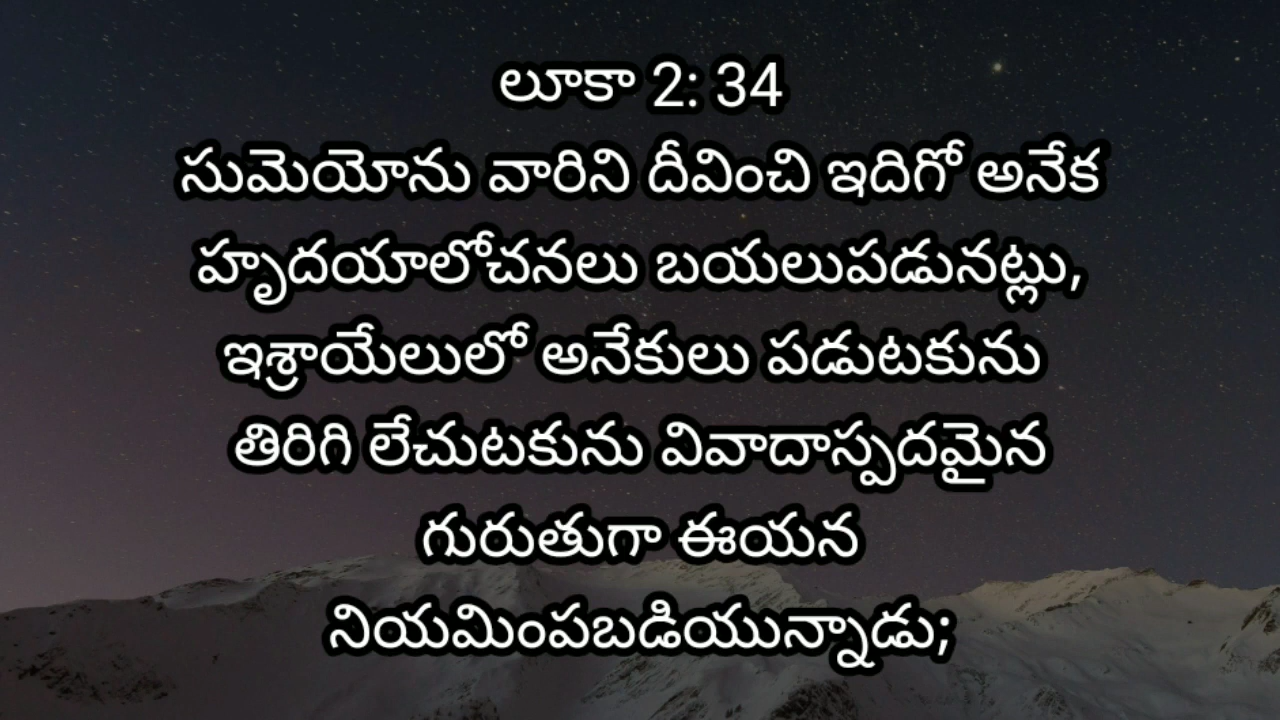 లూకా 2: 34
సుమెయోను వారిని దీవించి ఇదిగో అనేక
హృదయాలోచనలు బయలుపడునట్లు,
ఇశ్రాయేలులో అనేకులు పడుటకును
తిరిగి లేచుటకును వివాదాస్పదమైన
గురుతుగా ఈయన
నియమింపబడియున్నాడు;